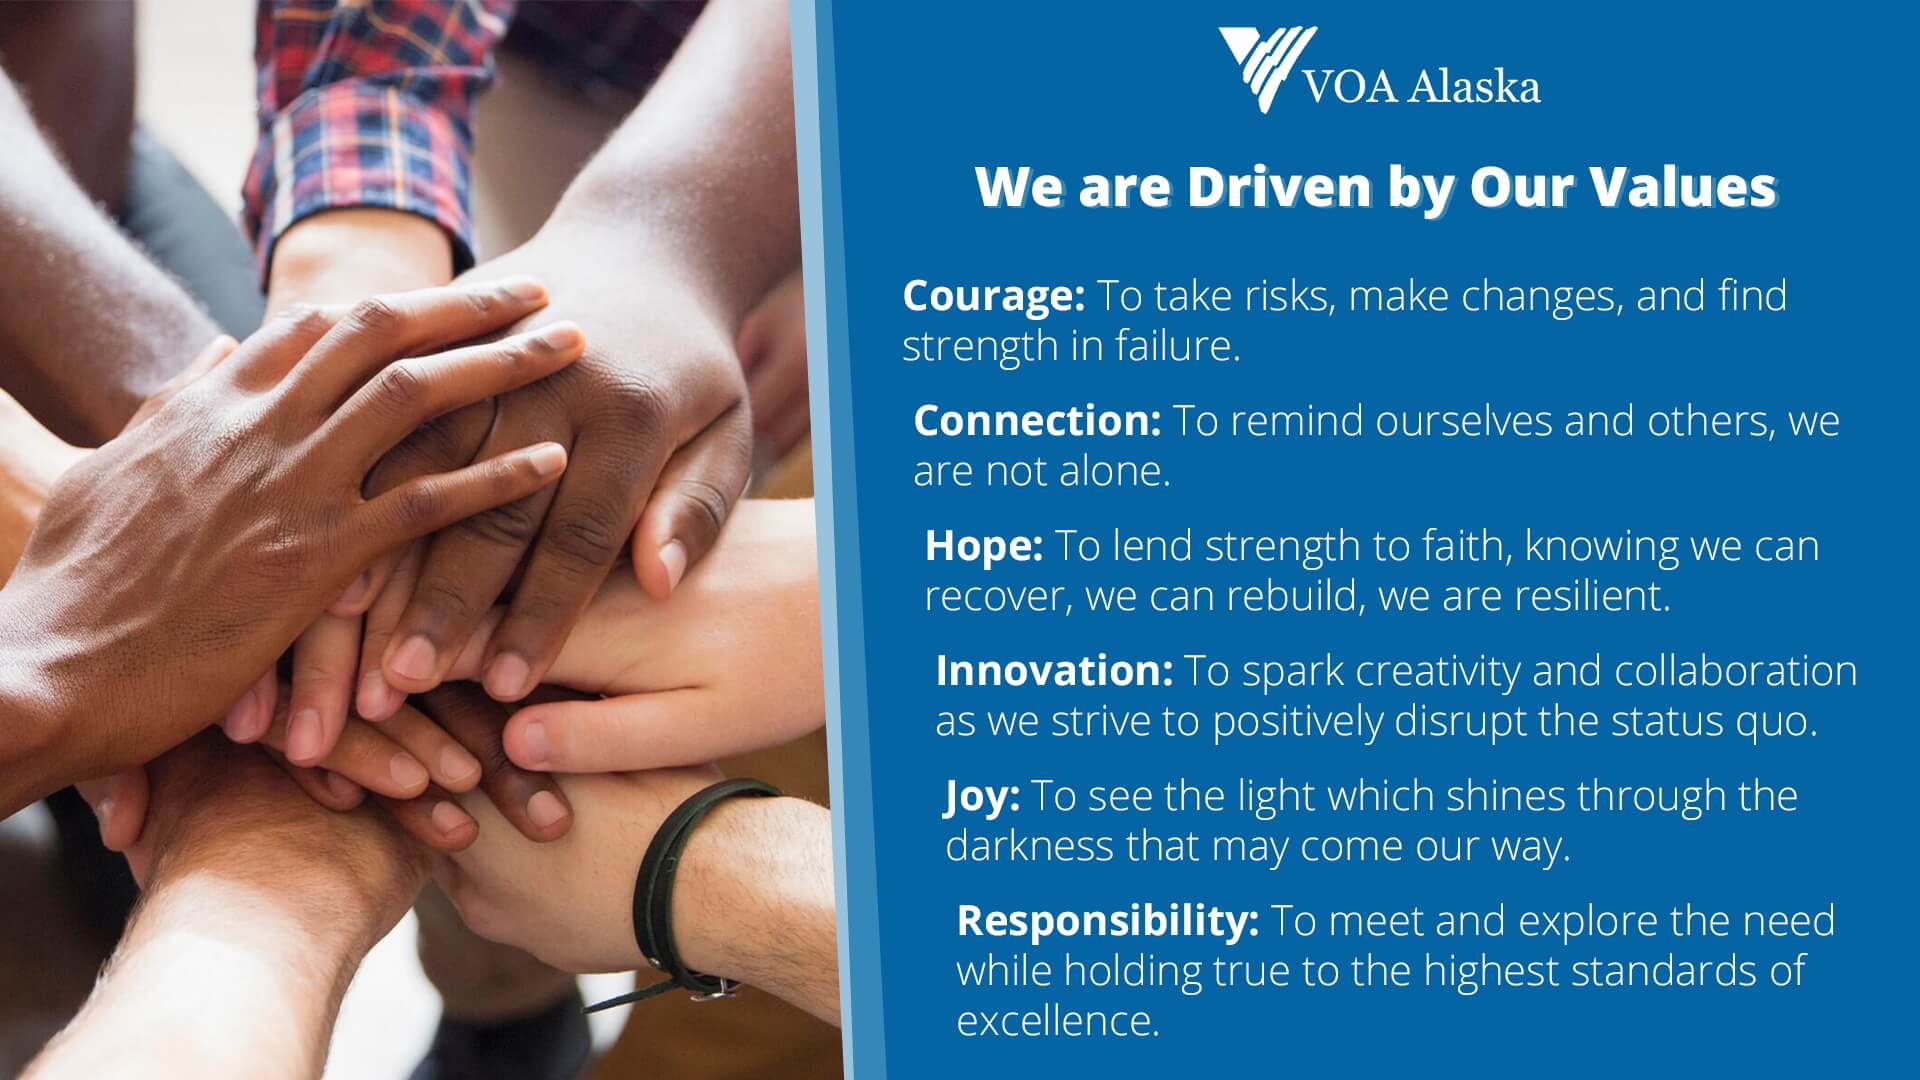 VOA Alaska
We are Driven by Our Values
Courage: To take risks, make changes, and find
strength in failure.
Connection: To remind ourselves and others, we
are not alone.
Hope: To lend strength to faith, knowing we can
recover, we can rebuild, we are resilient.
Innovation: To spark creativity and collaboration
as we strive to positively disrupt the status quo.
Joy: To see the light which shines through the
darkness that may come our way.
Responsibility: To meet and explore the need
while holding true to the highest standards of
excellence.